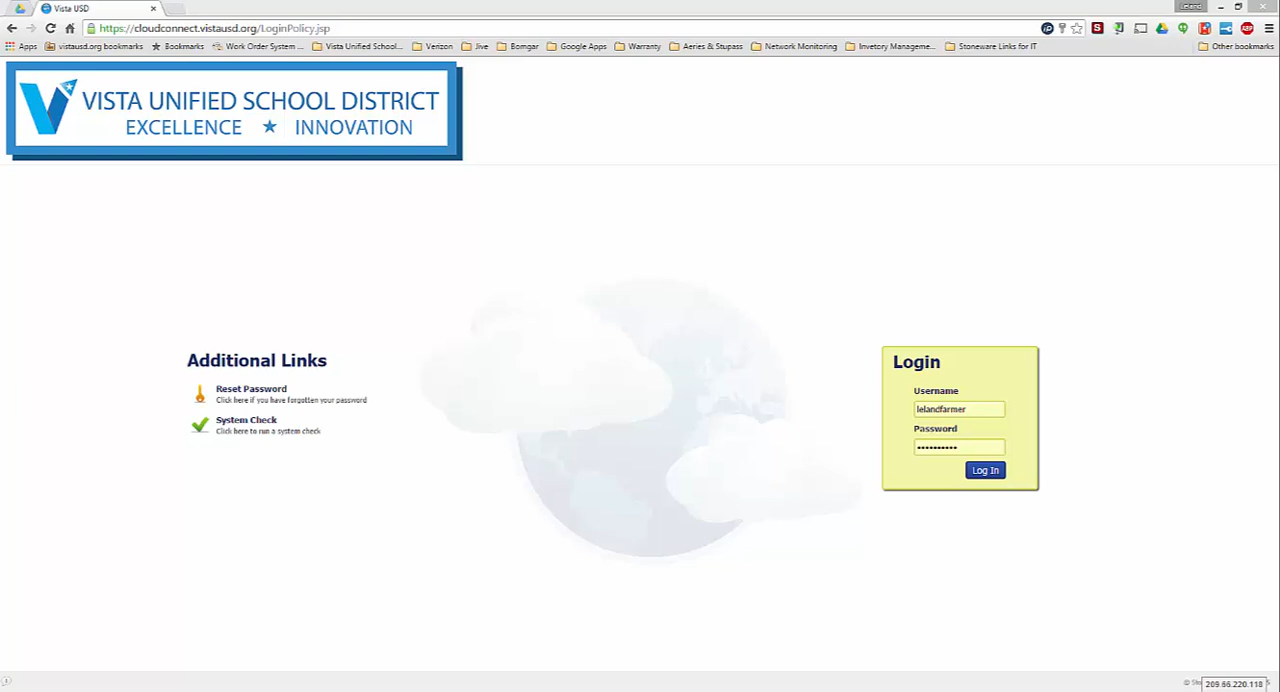 Vista USD
Leland
https://cloudconnect.vistausd.org/LoginPolicy.jsp
Apps vistausd.org bookmarks Bookmarks Work Order System ... Vista Unified School... Verizon Jive Bomgar Google Apps Warranty Aeries & Stupass Network Monitoring Invetory Manageme... Stoneware Links for IT Other bookmarks
VISTA UNIFIED SCHOOL DISTRICT
EXCELLENCE ★ INNOVATION
Additional Links
Reset Password
Click here if you have forgotten your password
System Check
Click here to run a system check
Login
Username
lelandfarmer
Password
••••••••••
Log In
209.66.220.118